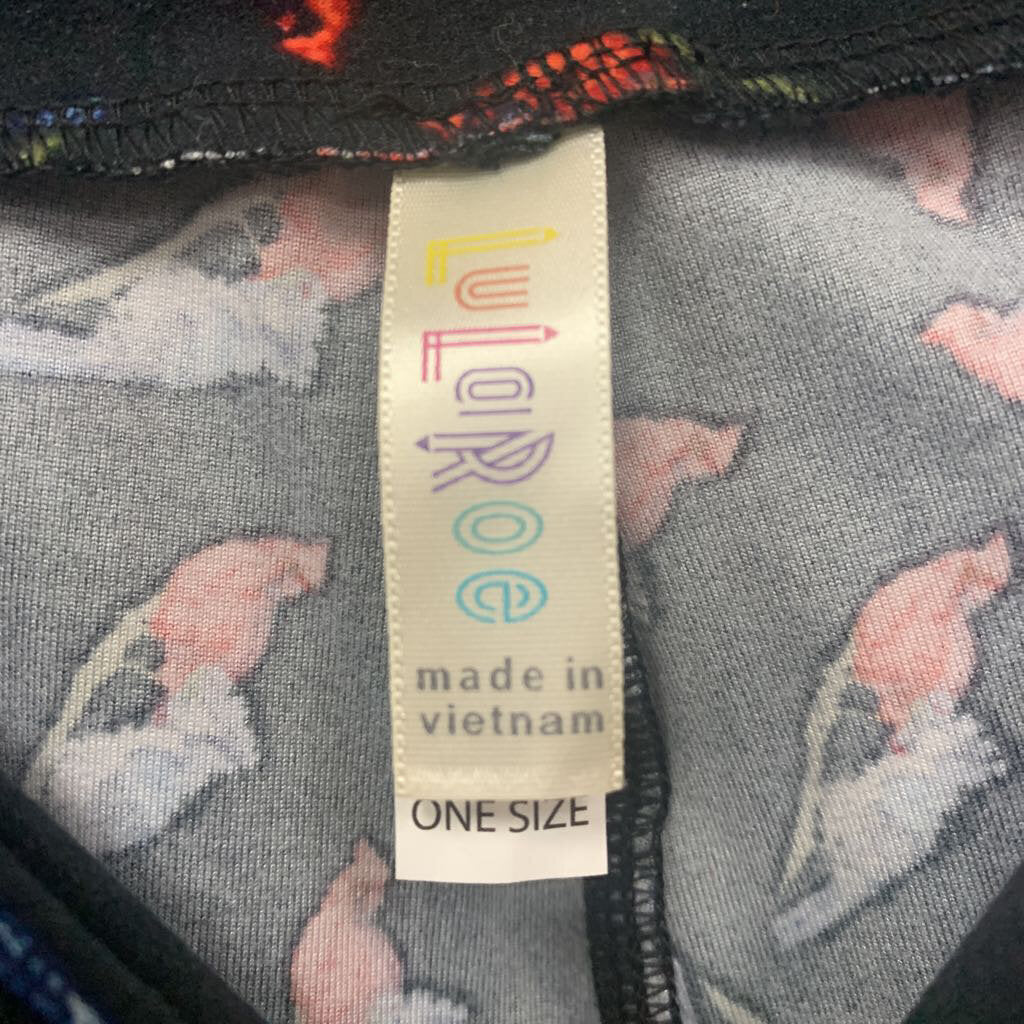 LuLaRoe
made in
vietnam
ONE SIZE